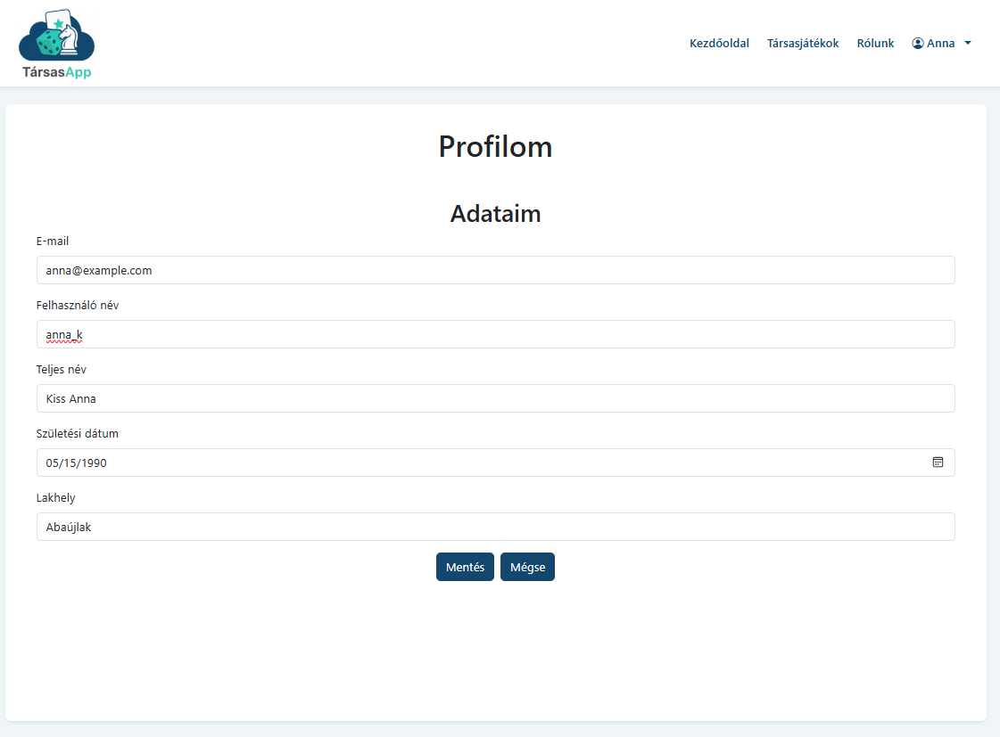 TársasApp
Kezdőoldal Társasjátékok Rólunk Anna
Profilom
Adataim
E-mail
anna@example.com
Felhasználó név
anna_k
Teljes név
Kiss Anna
Születési dátum
05/15/1990
Lakhely
Abaújlak
Mentés Mégse